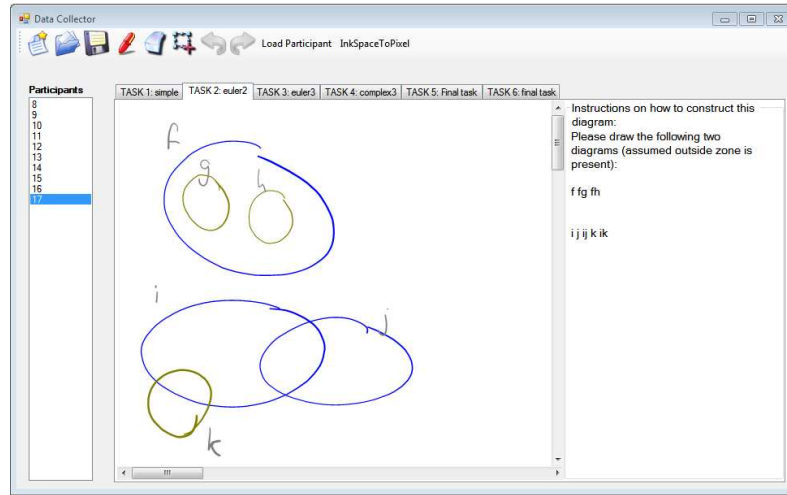 Data Collector
Load Participant InkSpaceToPixel
Participants
8
9
10
11
12
13
14
15
16
17
TASK 1: simple TASK 2: euler2 TASK 3: euler3 TASK 4: complex3 TASK 5: Final task TASK 6: final task
f
g h
i
j
k
Instructions on how to construct this
diagram:
Please draw the following two
diagrams (assumed outside zone is
present):
f fg fh
i j ij k ik